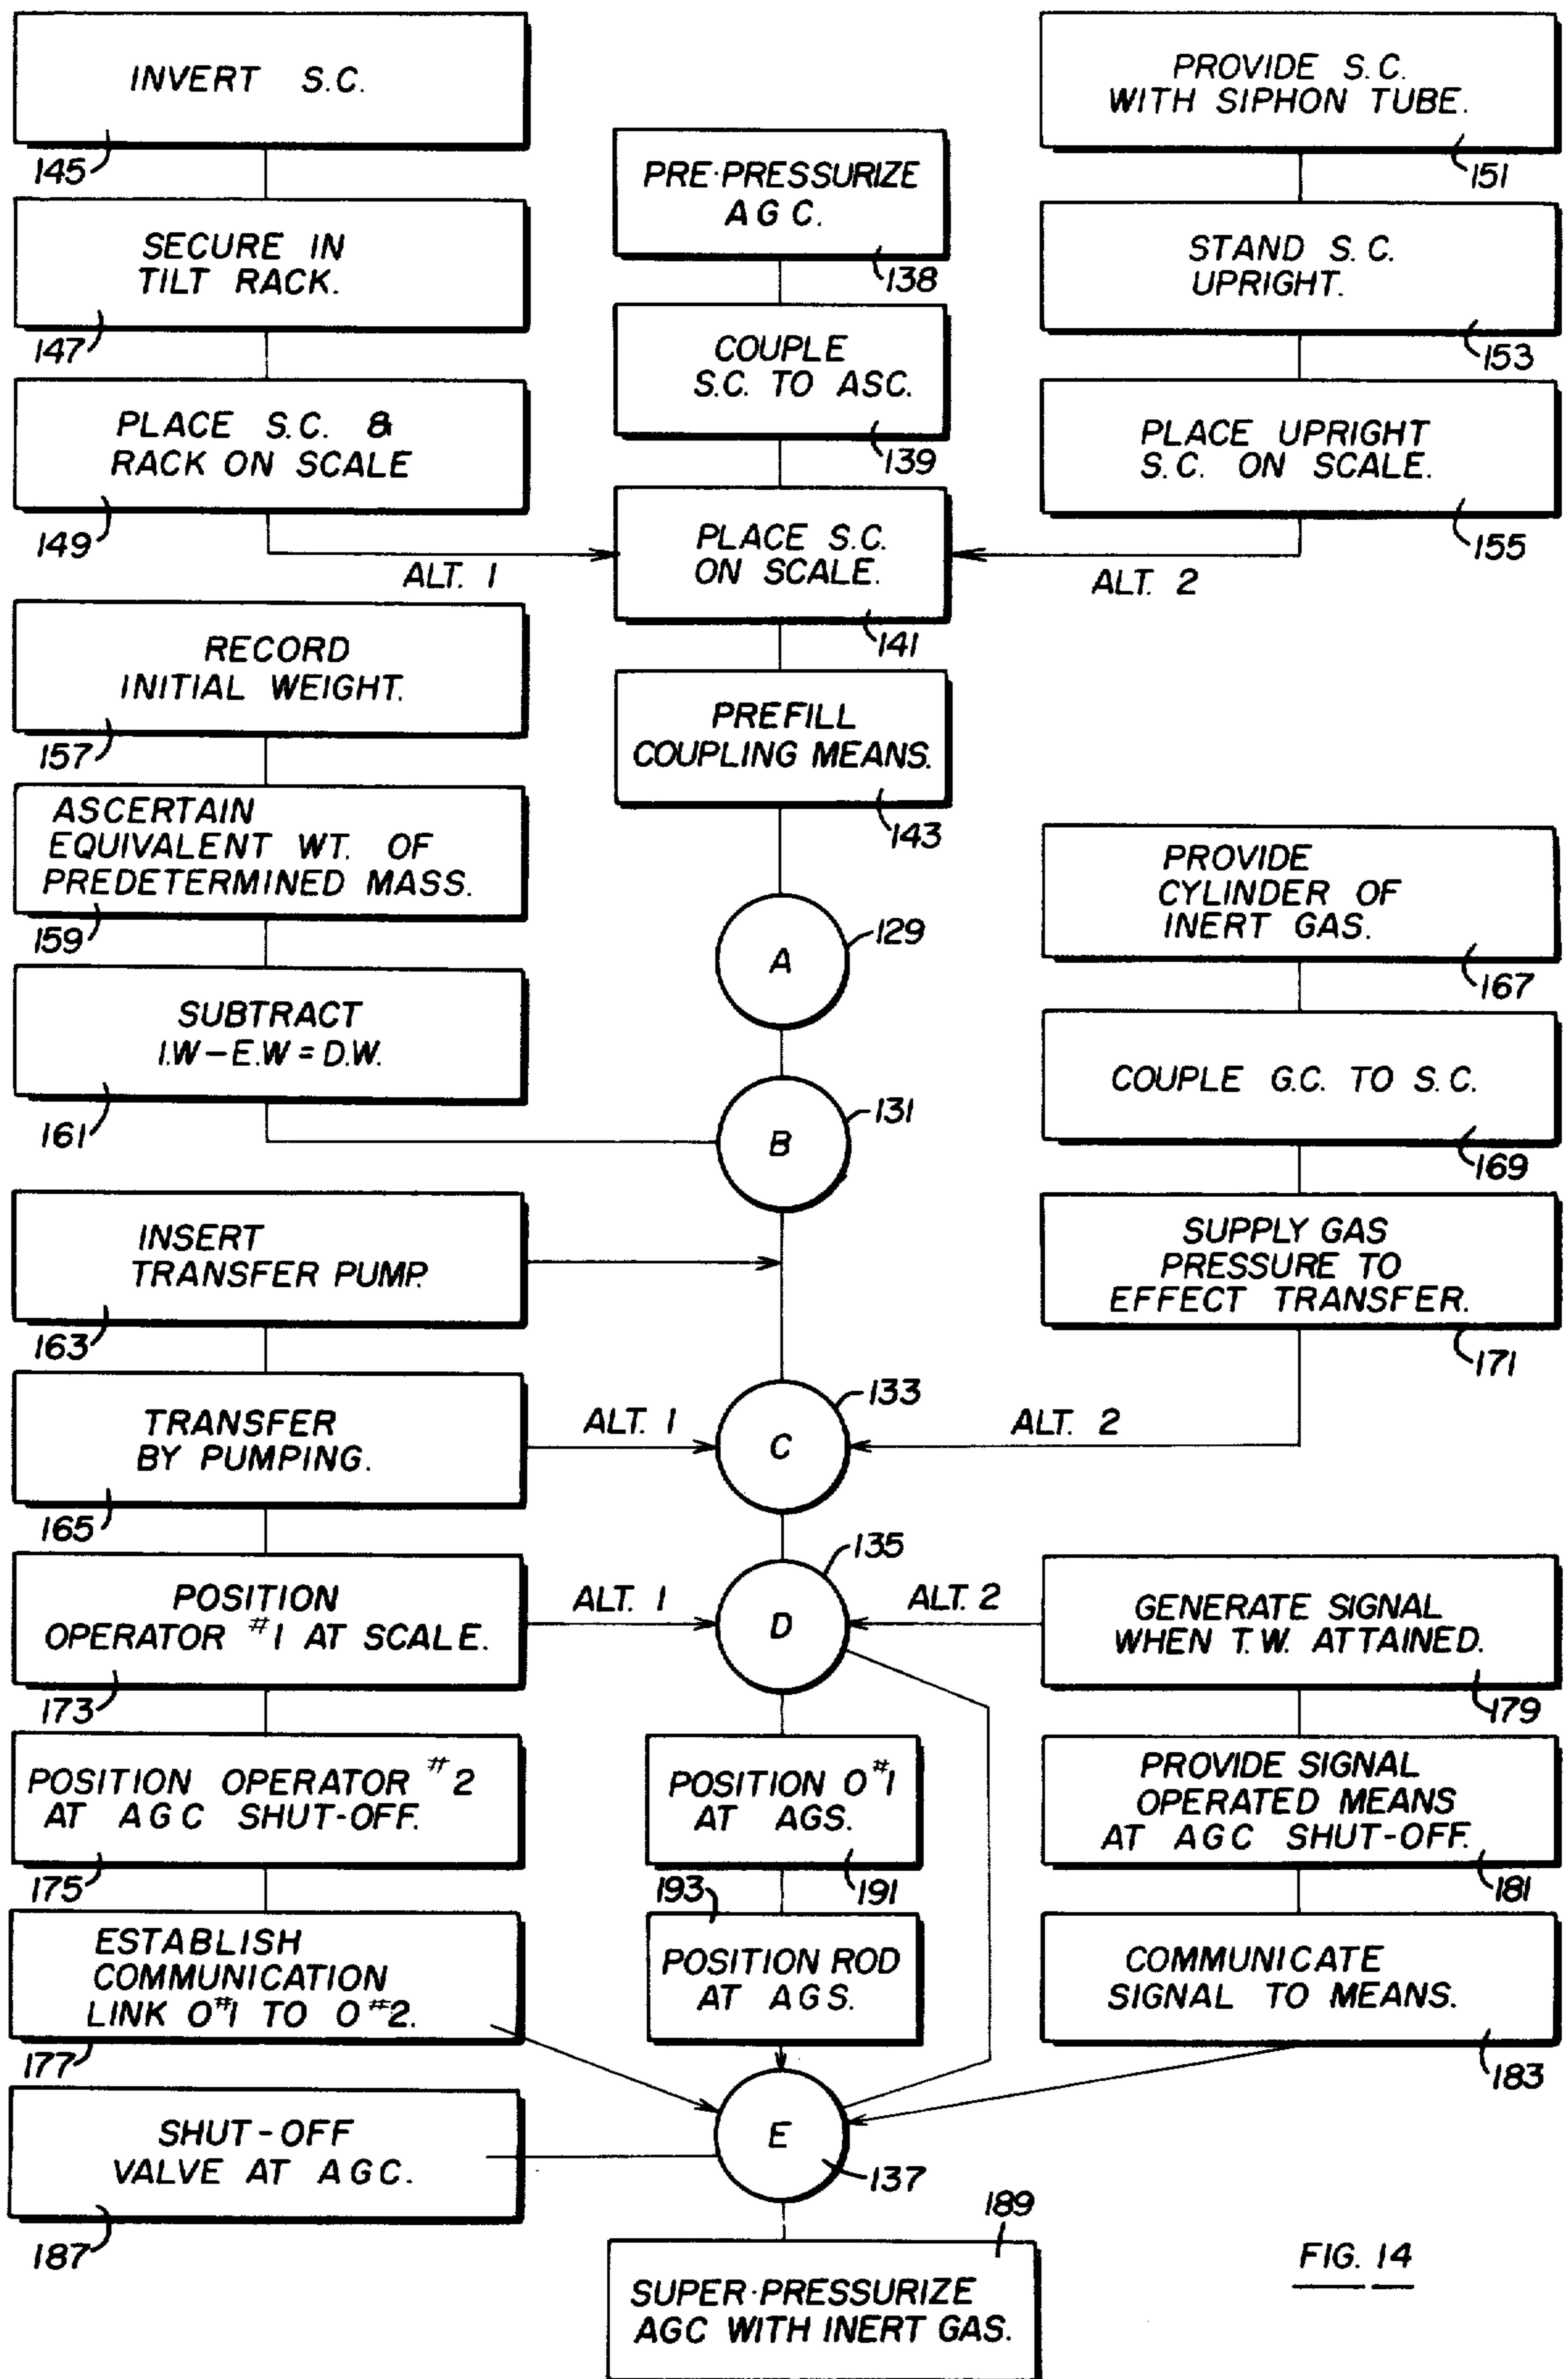 INVERT S.C.
145
SECURE IN
TILT RACK.
147
PLACE S.C. &
RACK ON SCALE
149
ALT. 1
PRE-PRESSURIZE
AGC.
138
COUPLE
S.C. TO ASC.
139
PLACE S.C.
ON SCALE.
141
PREFILL
COUPLING MEANS.
143
PROVIDE S.C.
WITH SIPHON TUBE.
151
STAND S.C.
UPRIGHT.
153
PLACE UPRIGHT
S.C. ON SCALE.
155
ALT. 2
RECORD
INITIAL WEIGHT.
157
ASCERTAIN
EQUIVALENT WT. OF
PREDETERMINED MASS.
159
SUBTRACT
I.W-E.W = D.W.
161
A
129
B
131
PROVIDE
CYLINDER OF
INERT GAS.
167
COUPLE G.C. TO S.C.
169
SUPPLY GAS
PRESSURE TO
EFFECT TRANSFER.
171
INSERT
TRANSFER PUMP.
163
TRANSFER
BY PUMPING.
165
ALT. 1
C
133
ALT. 2
POSITION
OPERATOR #1 AT SCALE.
173
ALT. 1
D
135
ALT. 2
GENERATE SIGNAL
WHEN T.W. ATTAINED.
179
POSITION OPERATOR #2
AT AGC SHUT-OFF.
175
POSITION O#1
AT AGS.
191
PROVIDE SIGNAL
OPERATED MEANS
AT AGC SHUT-OFF.
181
ESTABLISH
COMMUNICATION
LINK O#1 TO O#2.
177
193
POSITION ROD
AT AGS.
COMMUNICATE
SIGNAL TO MEANS.
183
SHUT-OFF
VALVE AT AGC.
187
E
137
189
SUPER-PRESSURIZE
AGC WITH INERT GAS.
FIG. 14